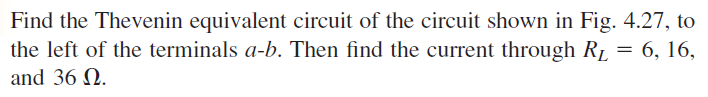 Find the Thevenin equivalent circuit of the circuit shown in Fig. 4.27, to
the left of the terminals a-b. Then find the current through R_L = 6, 16,
and 36 Ω.